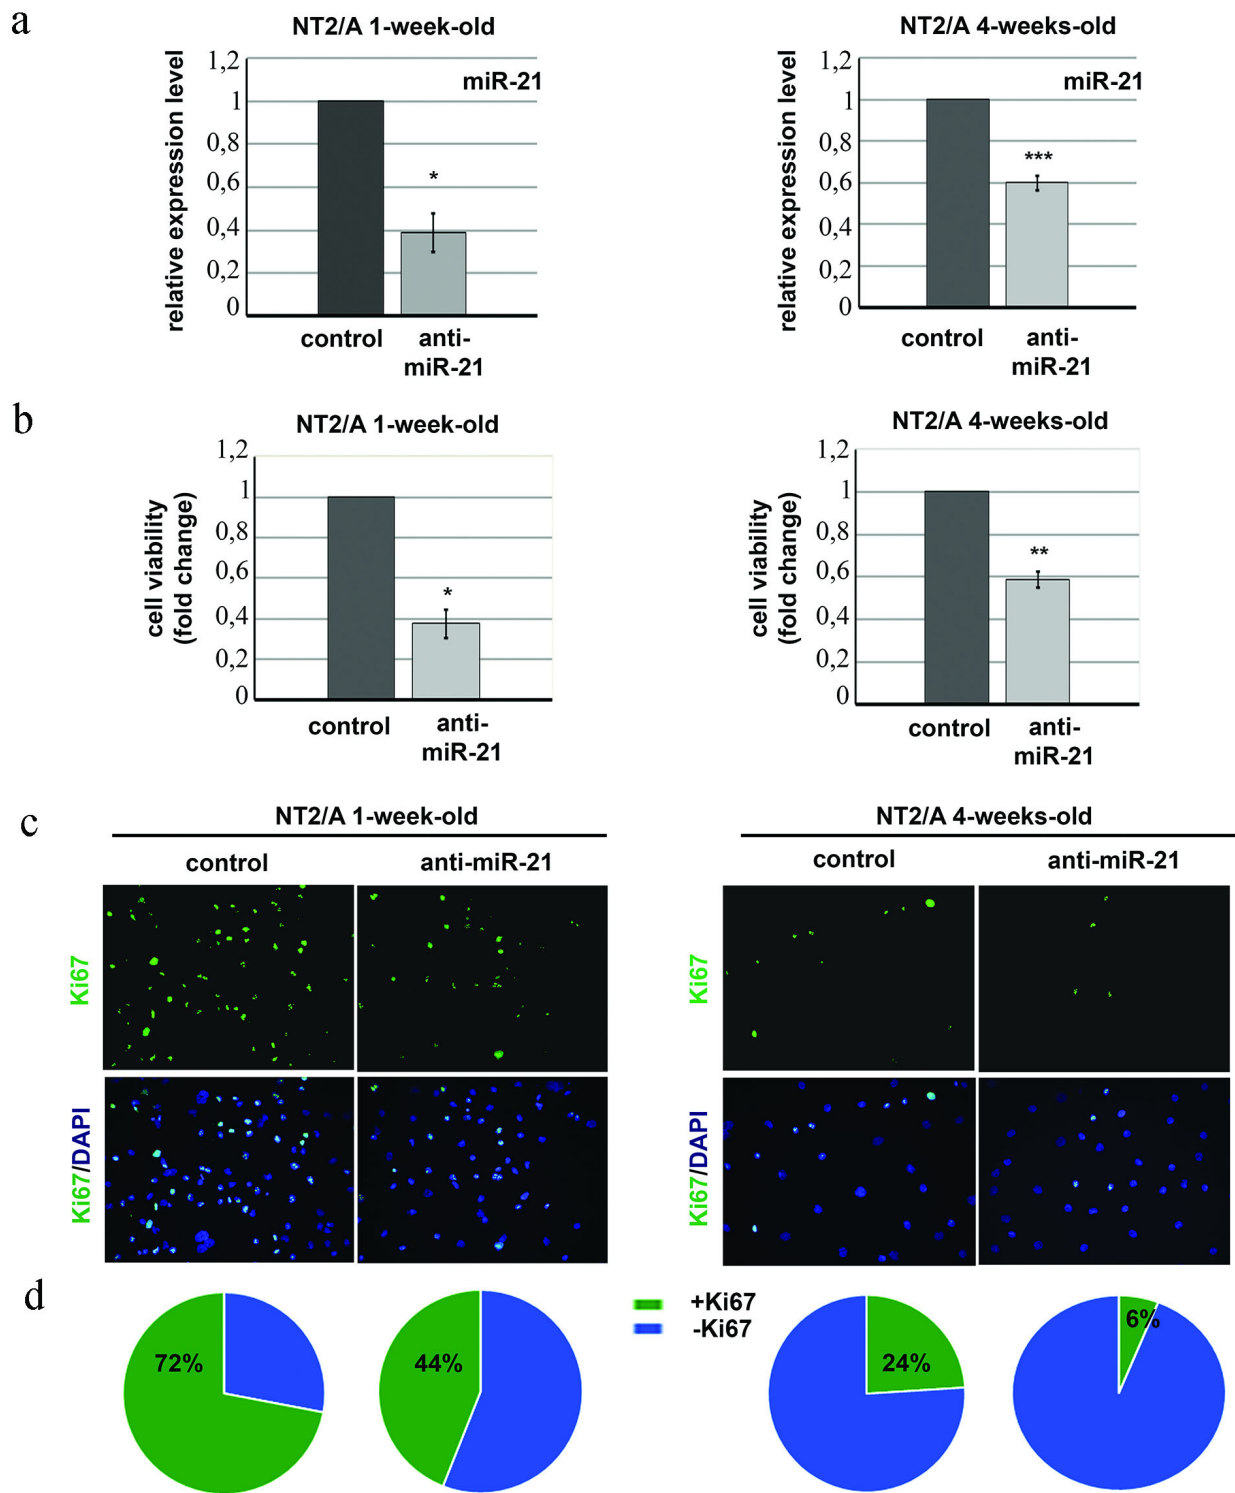 a
NT2/A 1-week-old
relative expression level
1,2
1
0,8
0,6
0,4
0,2
0
miR-21
*
control
anti-
miR-21
NT2/A 4-weeks-old
relative expression level
1,2
1
0,8
0,6
0,4
0,2
0
miR-21
***
control
anti-
miR-21
b
NT2/A 1-week-old
cell viability
(fold change)
1,2
1
0,8
0,6
0,4
0,2
0
*
control
anti-
miR-21
NT2/A 4-weeks-old
cell viability
(fold change)
1,2
1
0,8
0,6
0,4
0,2
0
**
control
anti-
miR-21
c
NT2/A 1-week-old
control
anti-miR-21
Ki67
Ki67/DAPI
NT2/A 4-weeks-old
control
anti-miR-21
Ki67
Ki67/DAPI
d
72%
44%
+Ki67
-Ki67
24%
6%